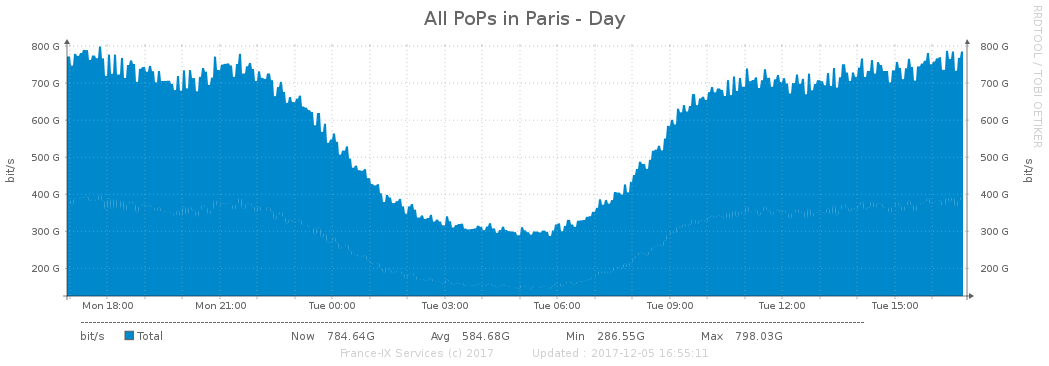 All PoPs in Paris - Day
RRDTOOL / TOBI OETIKER
800 G 800 G
700 G 700 G
600 G 600 G
500 G 500 G
400 G 400 G
300 G 300 G
200 G 200 G
bit/s bit/s
Mon 18:00 Mon 21:00 Tue 00:00 Tue 03:00 Tue 06:00 Tue 09:00 Tue 12:00 Tue 15:00
bit/s Total Now 784.64G Avg 584.68G Min 286.55G Max 798.03G
France-IX Services (c) 2017 Updated : 2017-12-05 16:55:11